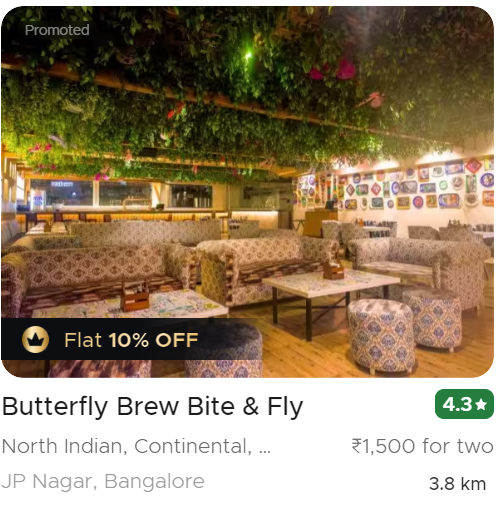 Promoted
Flat 10% OFF
Butterfly Brew Bite & Fly
4.3★
North Indian, Continental, ...
₹1,500 for two
JP Nagar, Bangalore
3.8 km